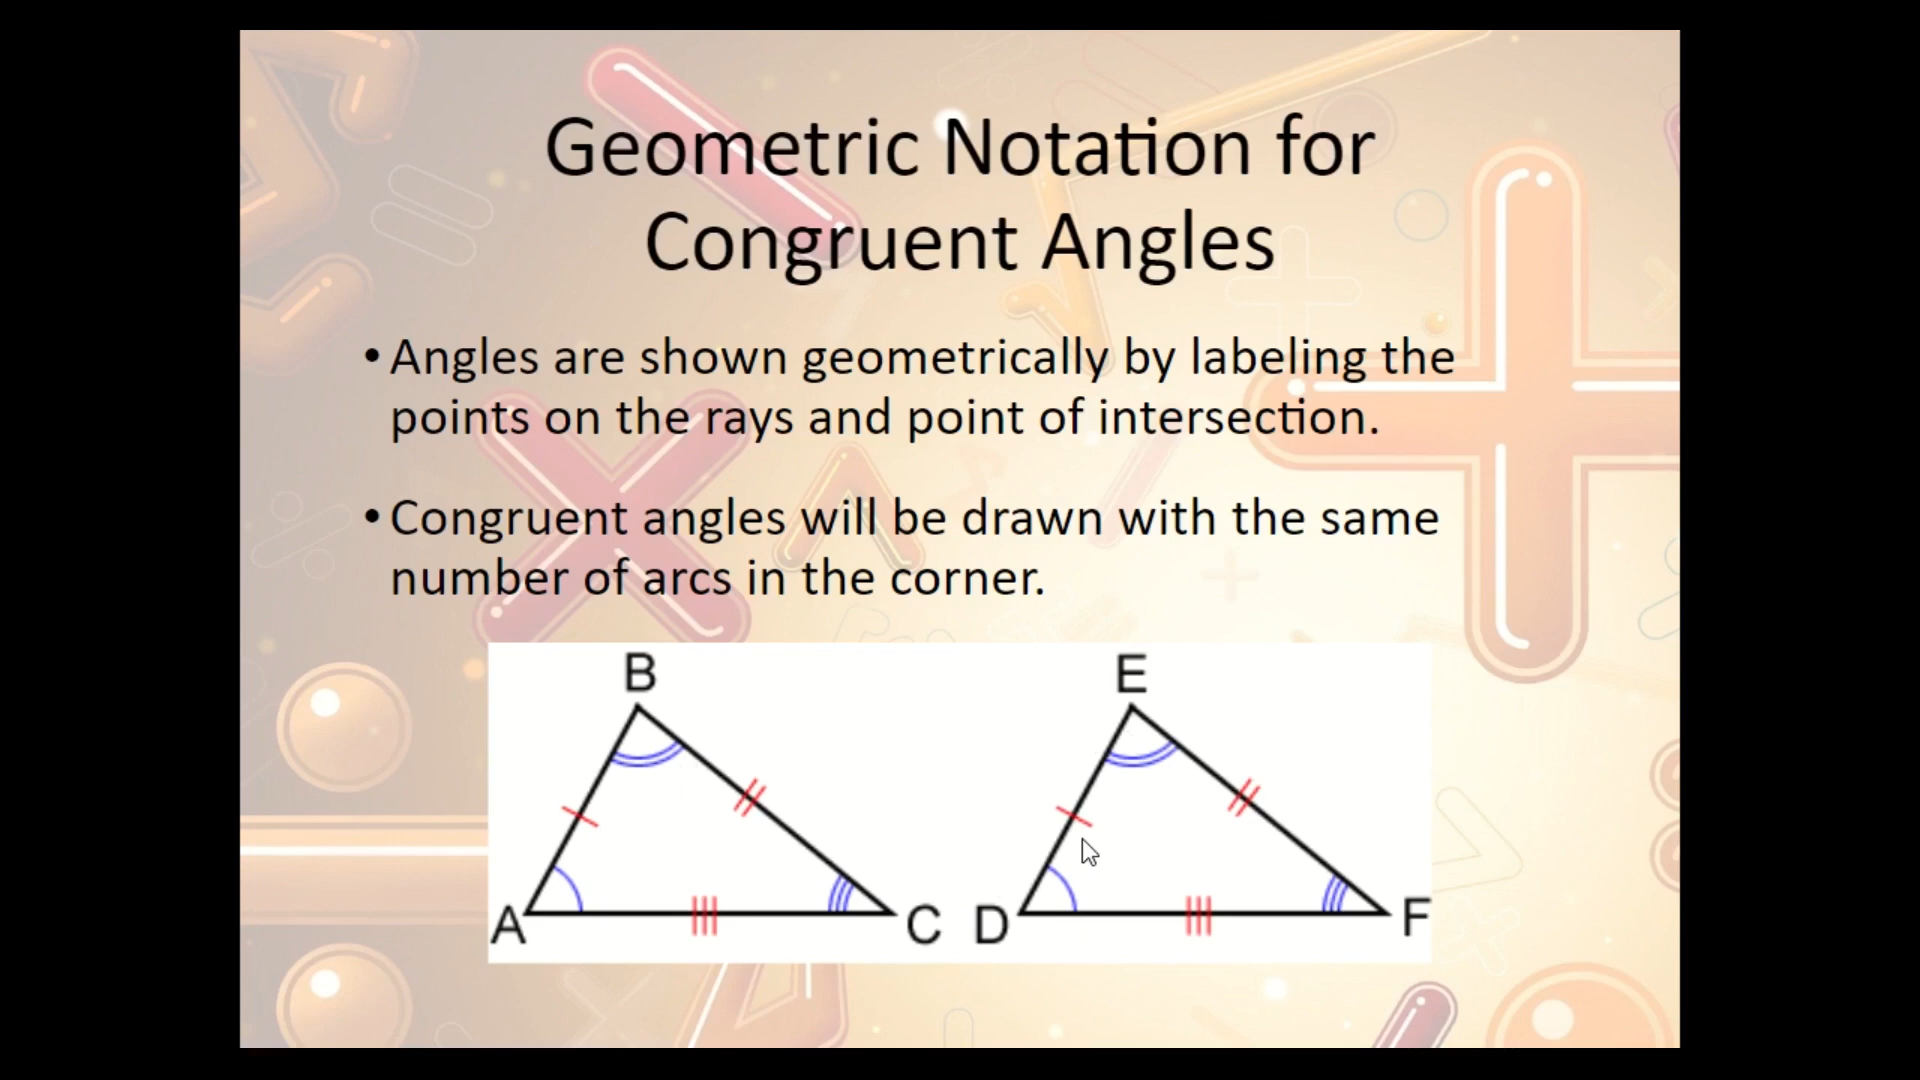 Geometric Notation for
Congruent Angles
• Angles are shown geometrically by labeling the
points on the rays and point of intersection.
• Congruent angles will be drawn with the same
number of arcs in the corner.
B E
A C D F